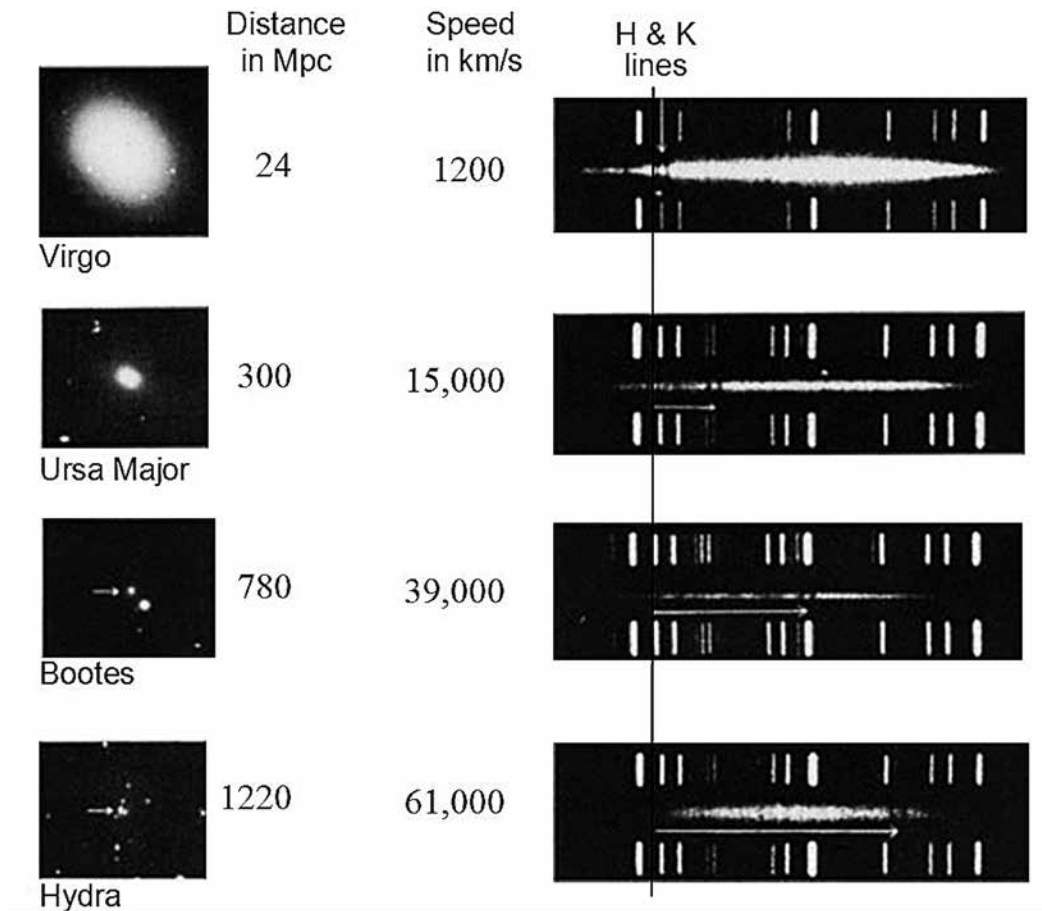 Distance
in Mpc
Speed
in km/s
H & K
lines
24
1200
Virgo
300
15,000
Ursa Major
780
39,000
Bootes
1220
61,000
Hydra